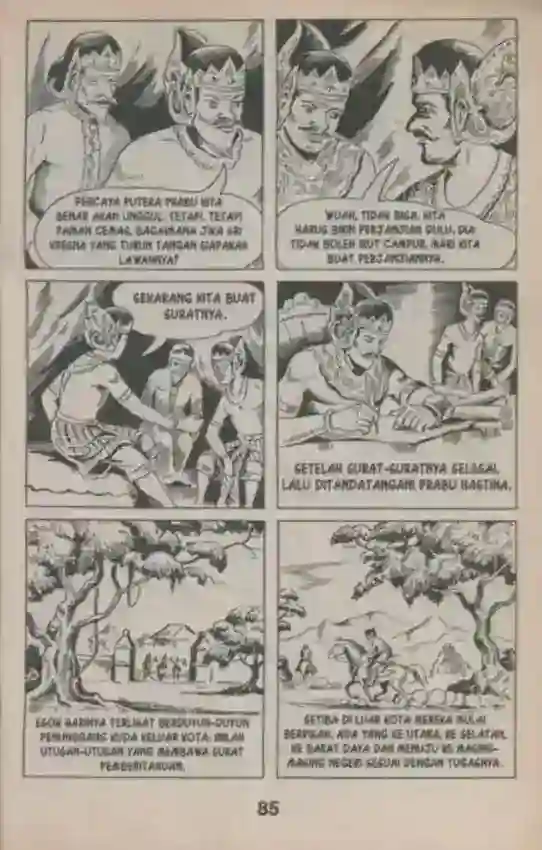 PERCAYA PUTERA PRABU KITA
BENAR AKAN UNGGUL. TETAPI, TETAPI
PAMAN CEMAS, BAGAIMANA JIKA SRI
KRESNA YANG TURUN TANGAN SIAPAKAH
LAWANNYA?
WUAH, TIDAK BISA. KITA
HARUS BIKIN PERJANJIAN DULU, DIA
TIDAK BOLEH IKUT CAMPUR. MARI KITA
BUAT PERJANJIANNYA.
SEKARANG KITA BUAT
SURATNYA.
SETELAH SURAT-SURATNYA SELESAI,
LALU DITANDATANGANI PRABU HASTINA.
ESOK HARINYA TERLIHAT BERDUYUN-DUYUN
PENUNGGANG KUDA KELUAR KOTA. INILAH
UTUSAN-UTUSAN YANG MEMBAWA SURAT
PEMBERITAHUAN.
SETIBA DI LUAR KOTA MEREKA MULAI
BERPISAH. ADA YANG KE UTARA, KE SELATAN,
KE BARAT DAYA DAN MENUJU KE MASING-
MASING NEGERI SESUAI DENGAN TUGASNYA.
85